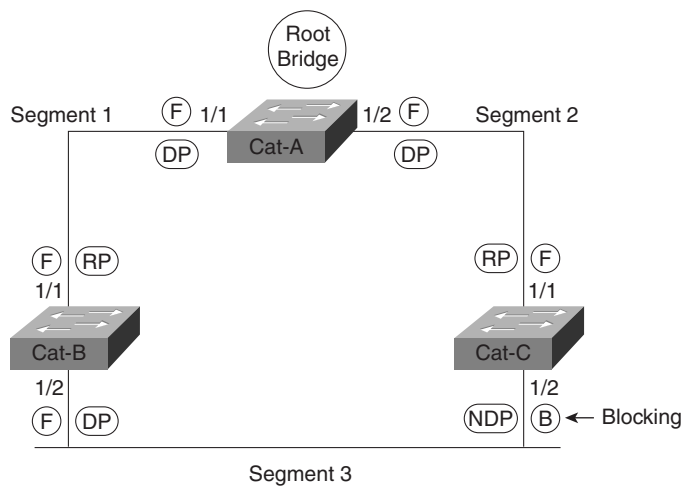 Root
Bridge
Segment 1
F 1/1
1/2 F
Segment 2
DP
Cat-A
DP
F RP
RP F
1/1
1/1
Cat-B
Cat-C
1/2
1/2
F DP
NDP B Blocking
Segment 3